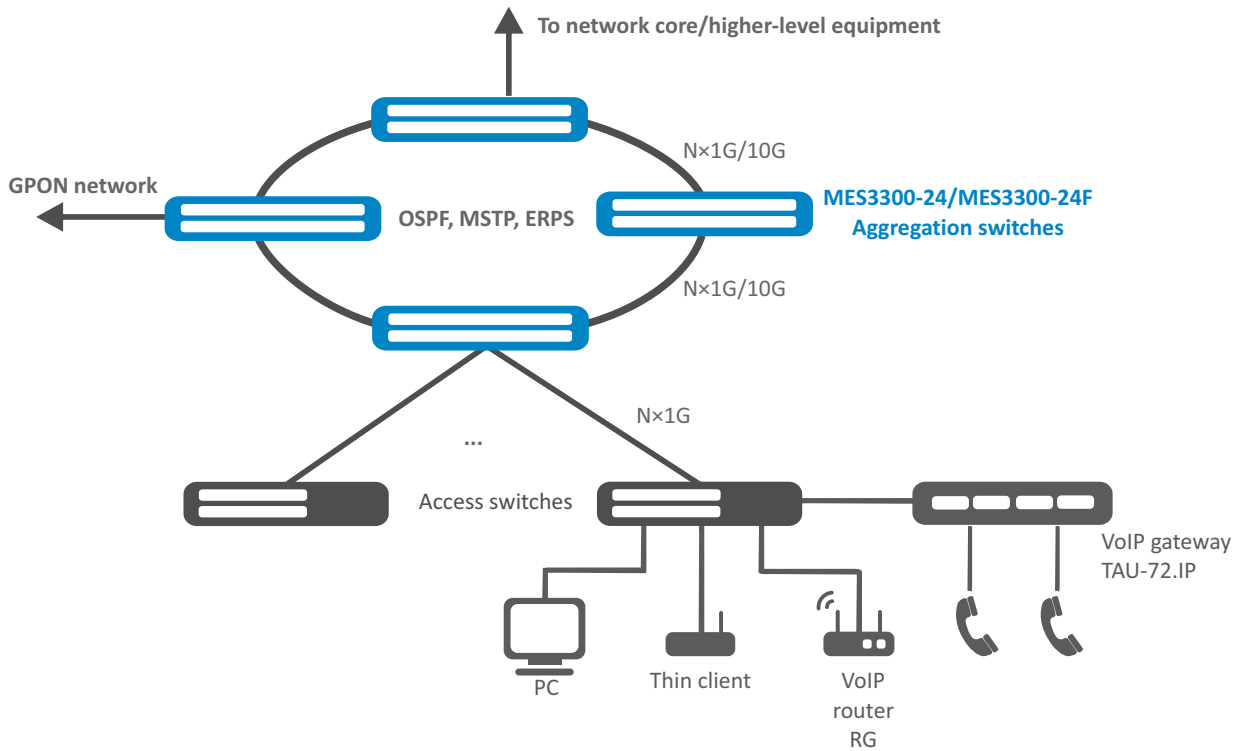 To network core/higher-level equipment
N×1G/10G
GPON network
OSPF, MSTP, ERPS
MES3300-24/MES3300-24F
Aggregation switches
N×1G/10G
N×1G
...
Access switches
VoIP gateway
TAU-72.IP
PC
Thin client
VoIP
router
RG